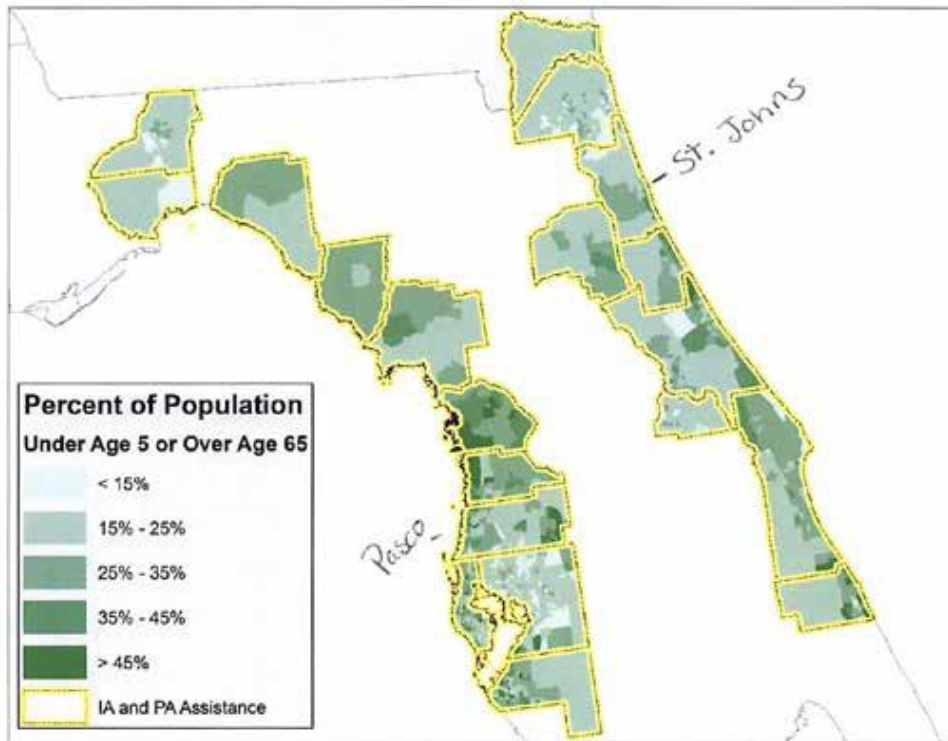 St. Johns
Percent of Population
Under Age 5 or Over Age 65
< 15%
15% - 25%
25% - 35%
35% - 45%
> 45%
IA and PA Assistance
Pasco